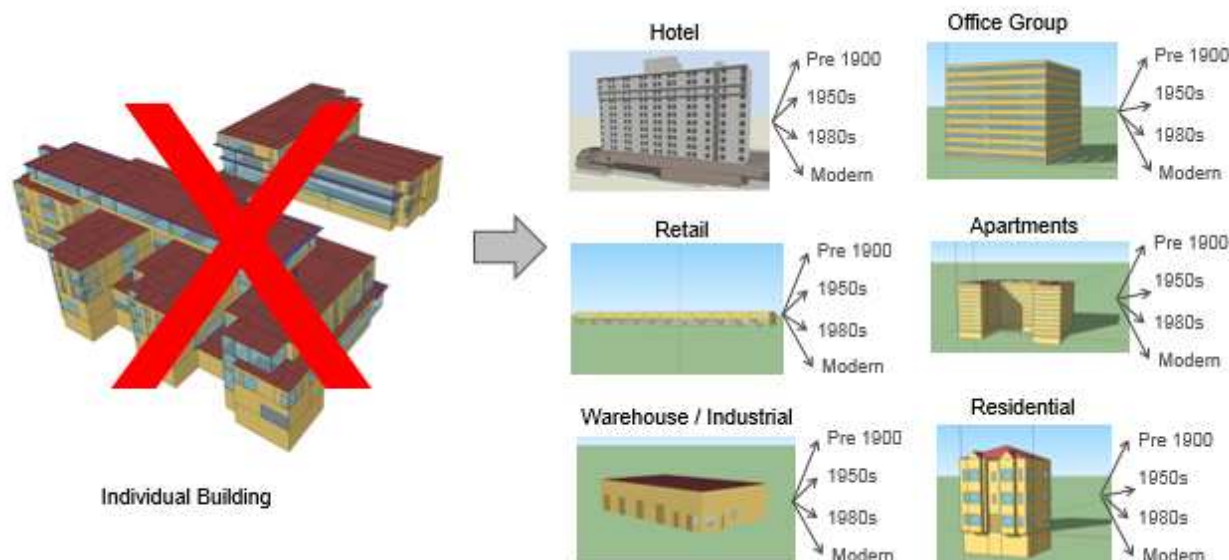 Hotel
Pre 1900
1950s
1980s
Modern
Office Group
Pre 1900
1950s
1980s
Modern
Retail
Pre 1900
1950s
1980s
Modern
Apartments
Pre 1900
1950s
1980s
Modern
Warehouse / Industrial
Pre 1900
1950s
1980s
Modern
Residential
Pre 1900
1950s
1980s
Modern
Individual Building